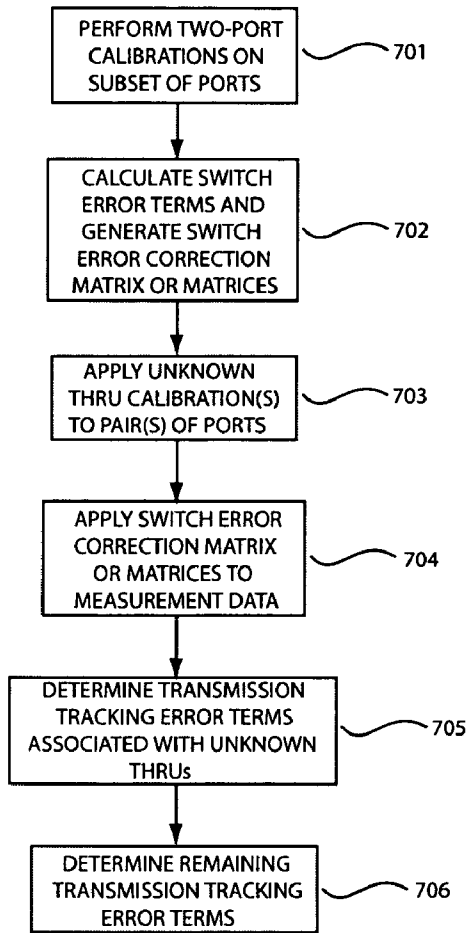 PERFORM TWO-PORT
CALIBRATIONS ON
SUBSET OF PORTS
701
CALCULATE SWITCH
ERROR TERMS AND
GENERATE SWITCH
ERROR CORRECTION
MATRIX OR MATRICES
702
APPLY UNKNOWN
THRU CALIBRATION(S)
TO PAIR(S) OF PORTS
703
APPLY SWITCH ERROR
CORRECTION MATRIX
OR MATRICES TO
MEASUREMENT DATA
704
DETERMINE TRANSMISSION
TRACKING ERROR TERMS
ASSOCIATED WITH UNKNOWN
THRUs
705
DETERMINE REMAINING
TRANSMISSION TRACKING
ERROR TERMS
706